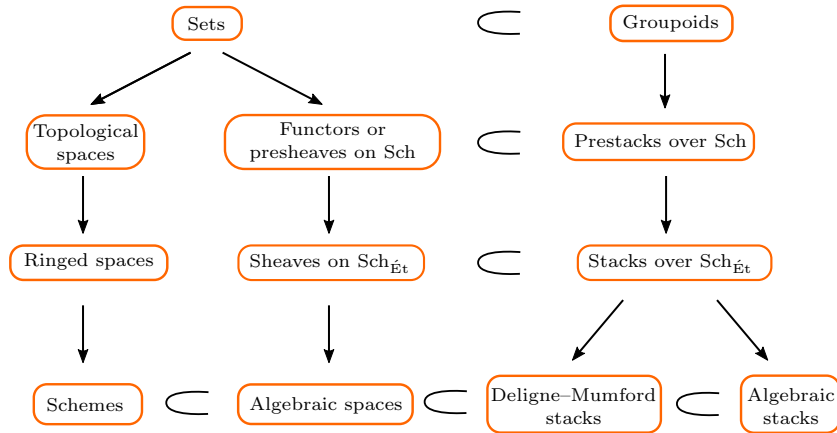 Sets
Groupoids
Topological
spaces
Functors or
presheaves on Sch
Prestacks over Sch
Ringed spaces
Sheaves on Sch_Ét
Stacks over Sch_Ét
Schemes
Algebraic spaces
Deligne–Mumford
stacks
Algebraic
stacks